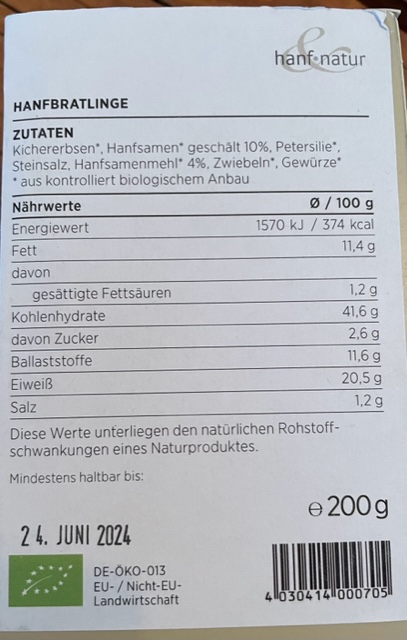 hanf&natur
HANFBRATLINGE
ZUTATEN
Kichererbsen*, Hanfsamen* geschält 10%, Petersilie*,
Steinsalz, Hanfsamenmehl* 4%, Zwiebeln*, Gewürze*
* aus kontrolliert biologischem Anbau
Nährwerte Ø / 100 g
Energiewert 1570 kJ / 374 kcal
Fett 11,4 g
davon
gesättigte Fettsäuren 1,2 g
Kohlenhydrate 41,6 g
davon Zucker 2,6 g
Ballaststoffe 11,6 g
Eiweiß 20,5 g
Salz 1,2 g
Diese Werte unterliegen den natürlichen Rohstoff-
schwankungen eines Naturproduktes.
Mindestens haltbar bis:
℮ 200 g
24. JUNI 2024
DE-ÖKO-013
EU- / Nicht-EU-
Landwirtschaft
4 030414 000705